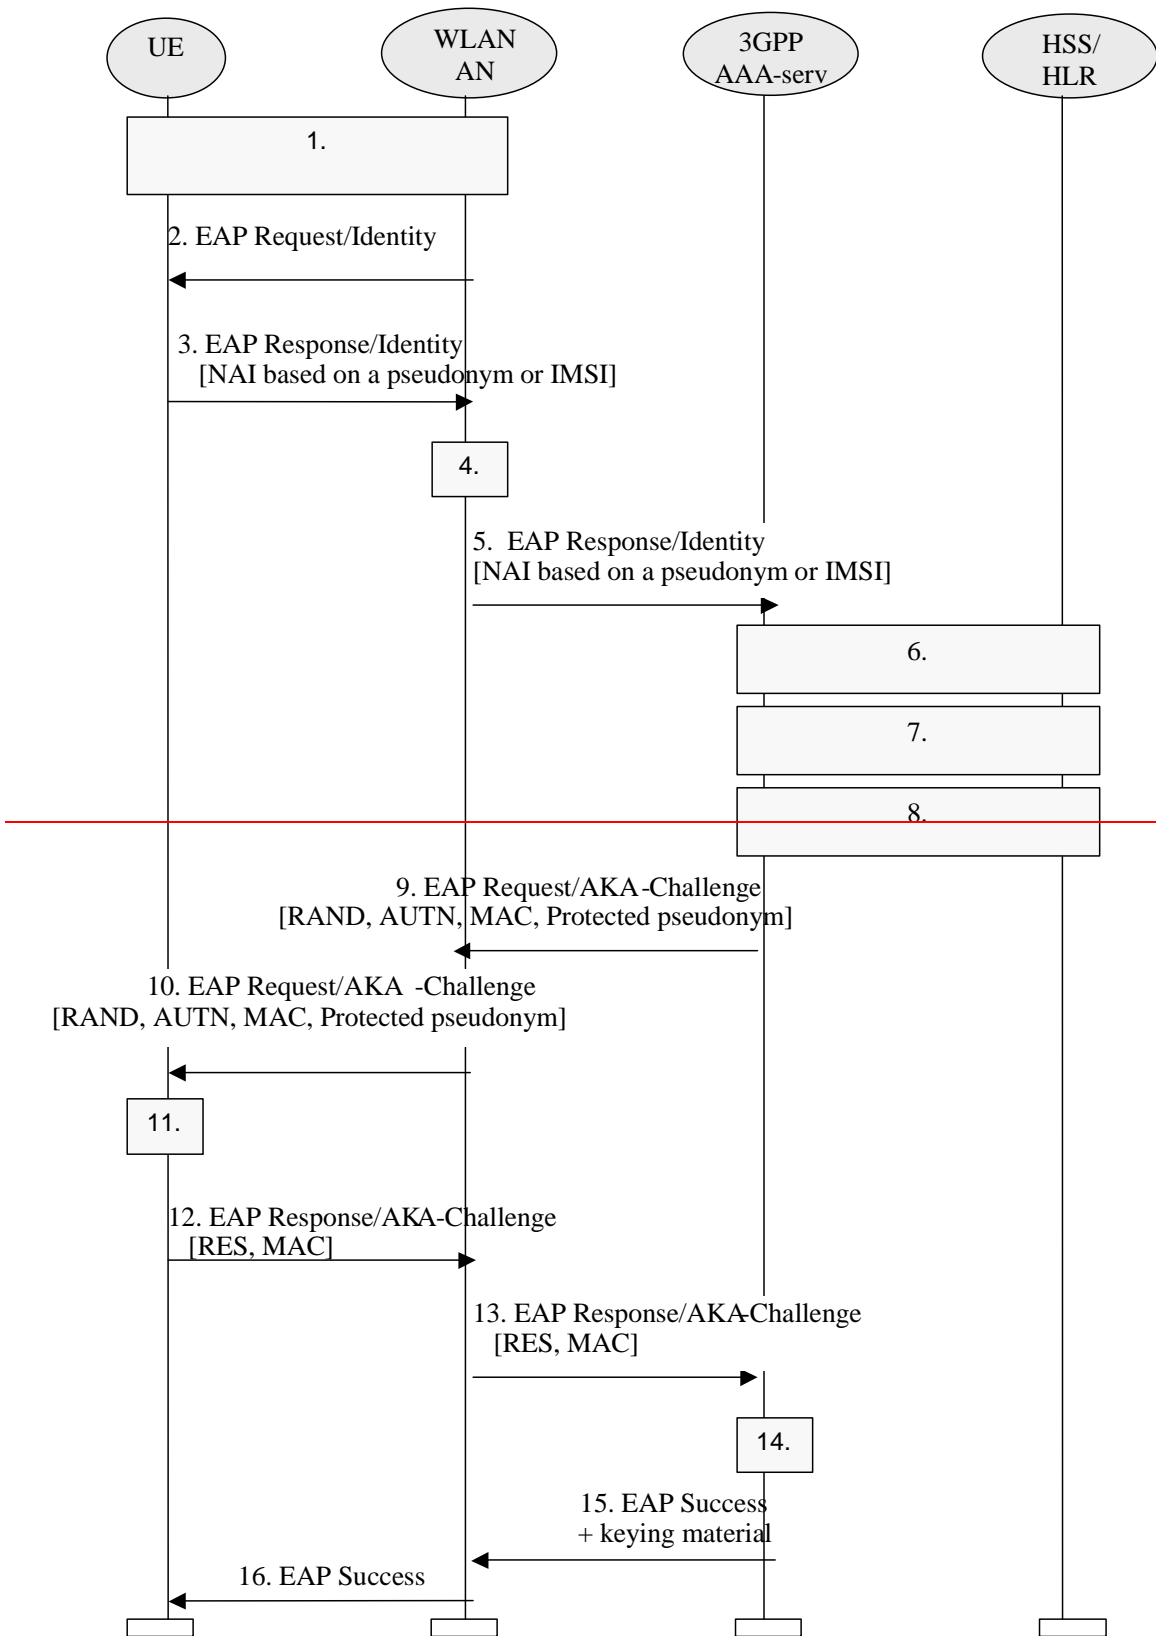 UE
WLAN
AN
3GPP
AAA-serv
HSS/
HLR
1.
2. EAP Request/Identity
3. EAP Response/Identity
[NAI based on a pseudonym or IMSI]
4.
5. EAP Response/Identity
[NAI based on a pseudonym or IMSI]
6.
7.
8.
9. EAP Request/AKA-Challenge
[RAND, AUTN, MAC, Protected pseudonym]
10. EAP Request/AKA -Challenge
[RAND, AUTN, MAC, Protected pseudonym]
11.
12. EAP Response/AKA-Challenge
[RES, MAC]
13. EAP Response/AKA-Challenge
[RES, MAC]
14.
15. EAP Success
+ keying material
16. EAP Success